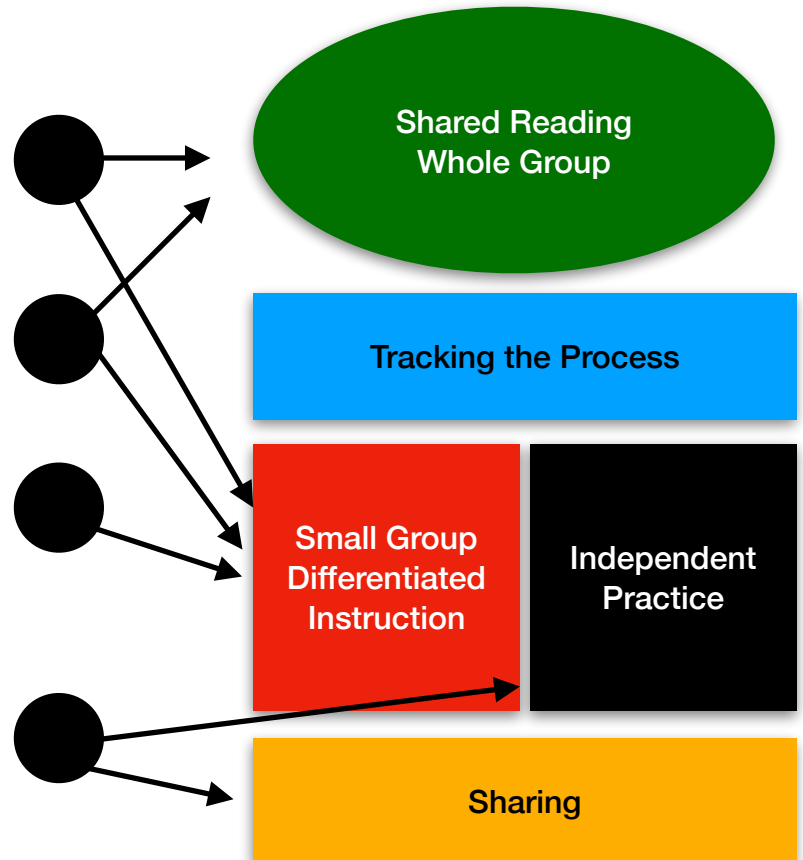 Shared Reading
Whole Group
Tracking the Process
Small Group
Differentiated
Instruction
Independent
Practice
Sharing